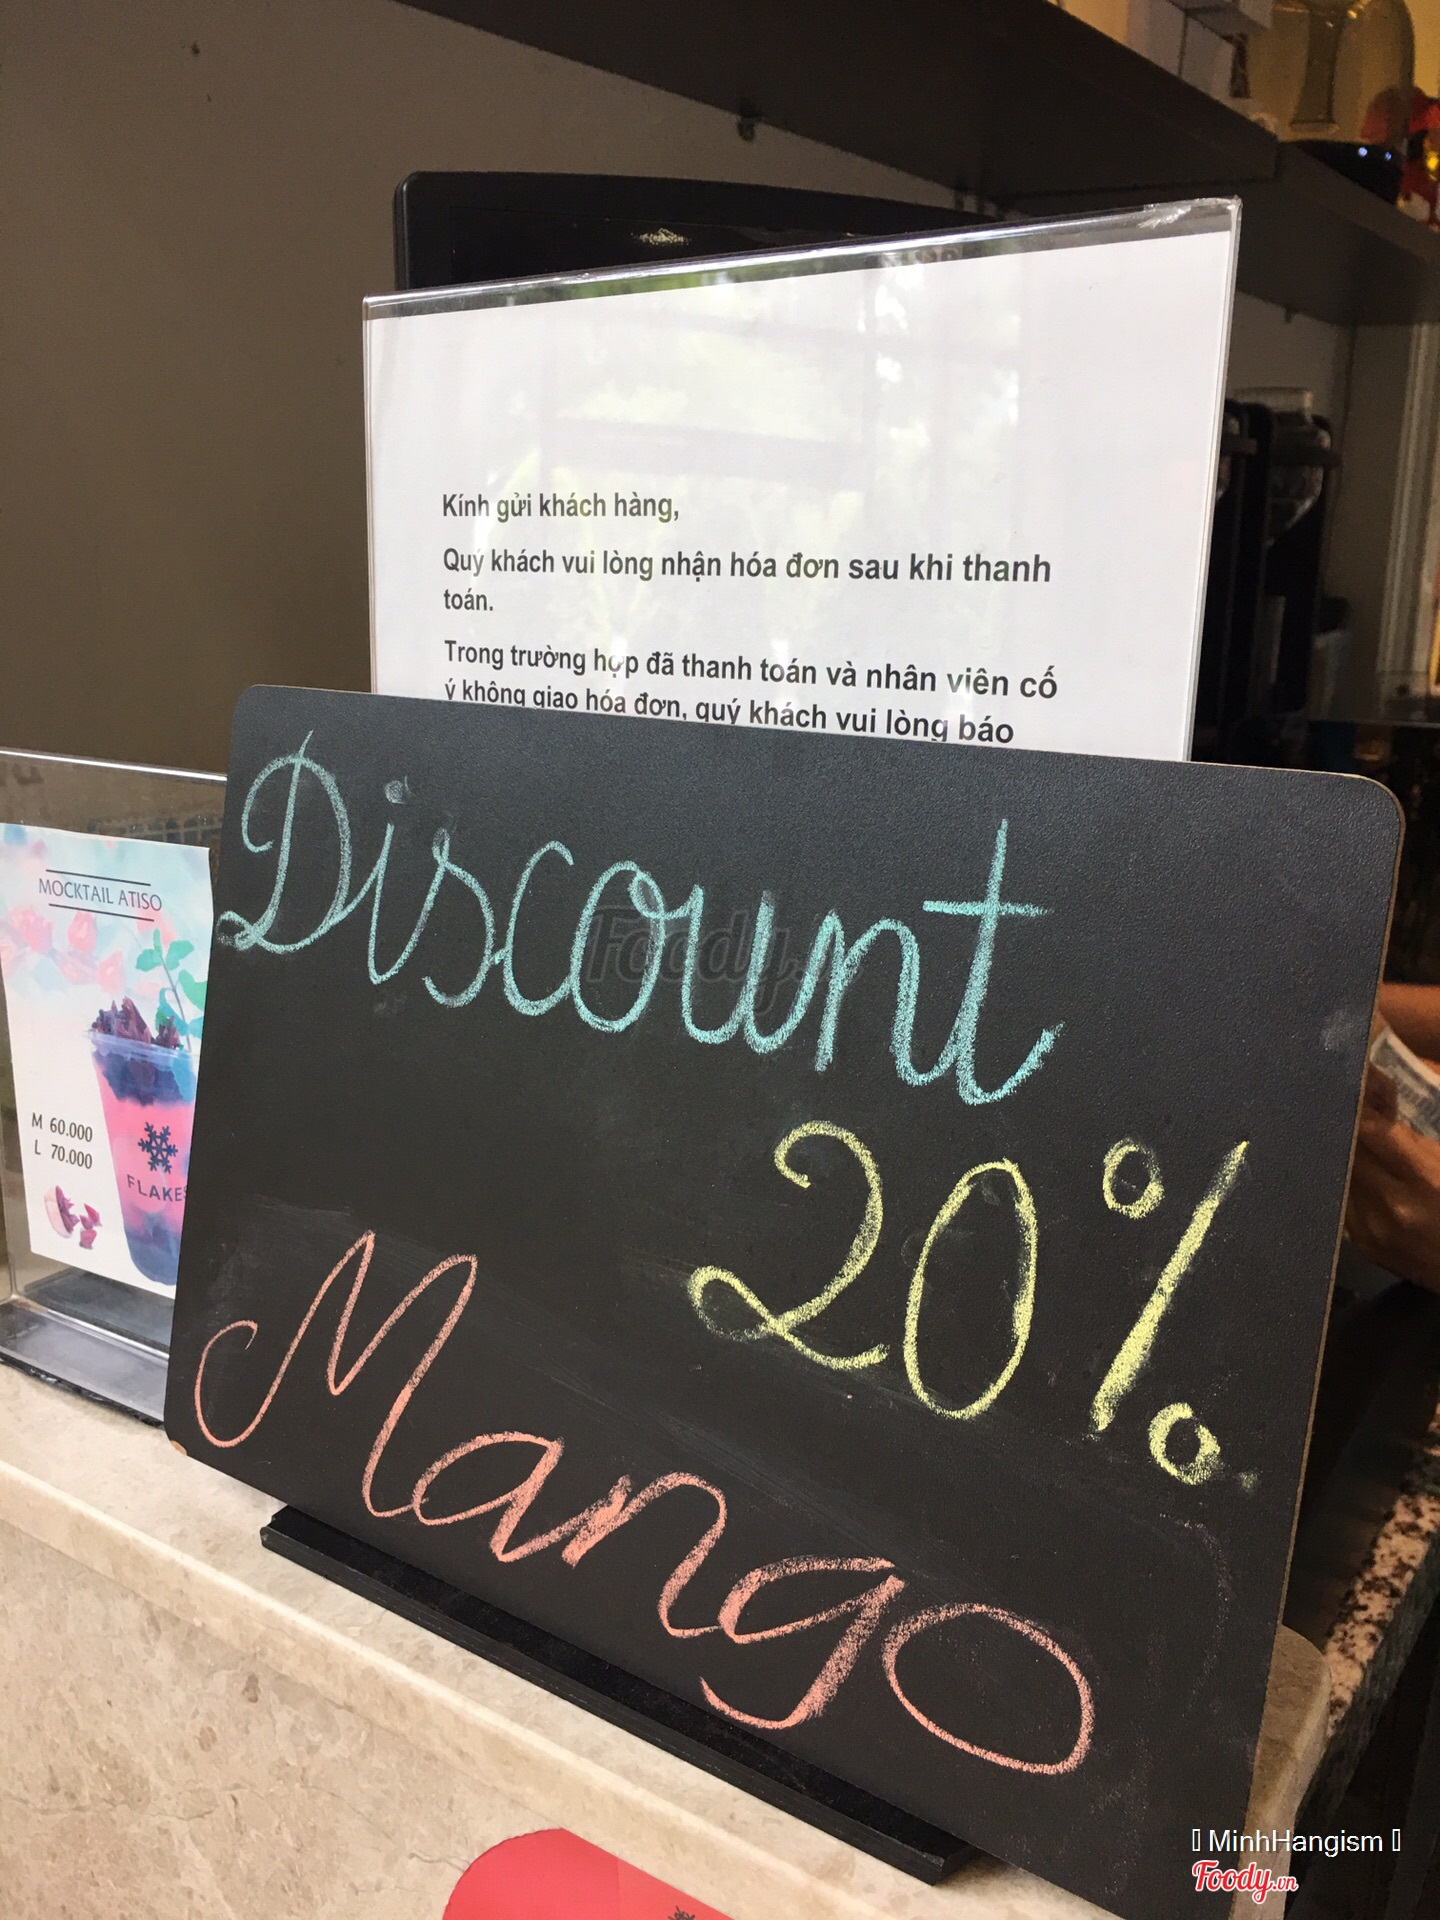 Kính gửi khách hàng,
Quý khách vui lòng nhận hóa đơn sau khi thanh
toán.
Trong trường hợp đã thanh toán và nhân viên cố
ý không giao hóa đơn, quý khách vui lòng báo
Discount
20%
Mango
MOCKTAIL ATISO
M 60.000
L 70.000
FLAKES
Foody.vn
MinhHangism
Foody.vn